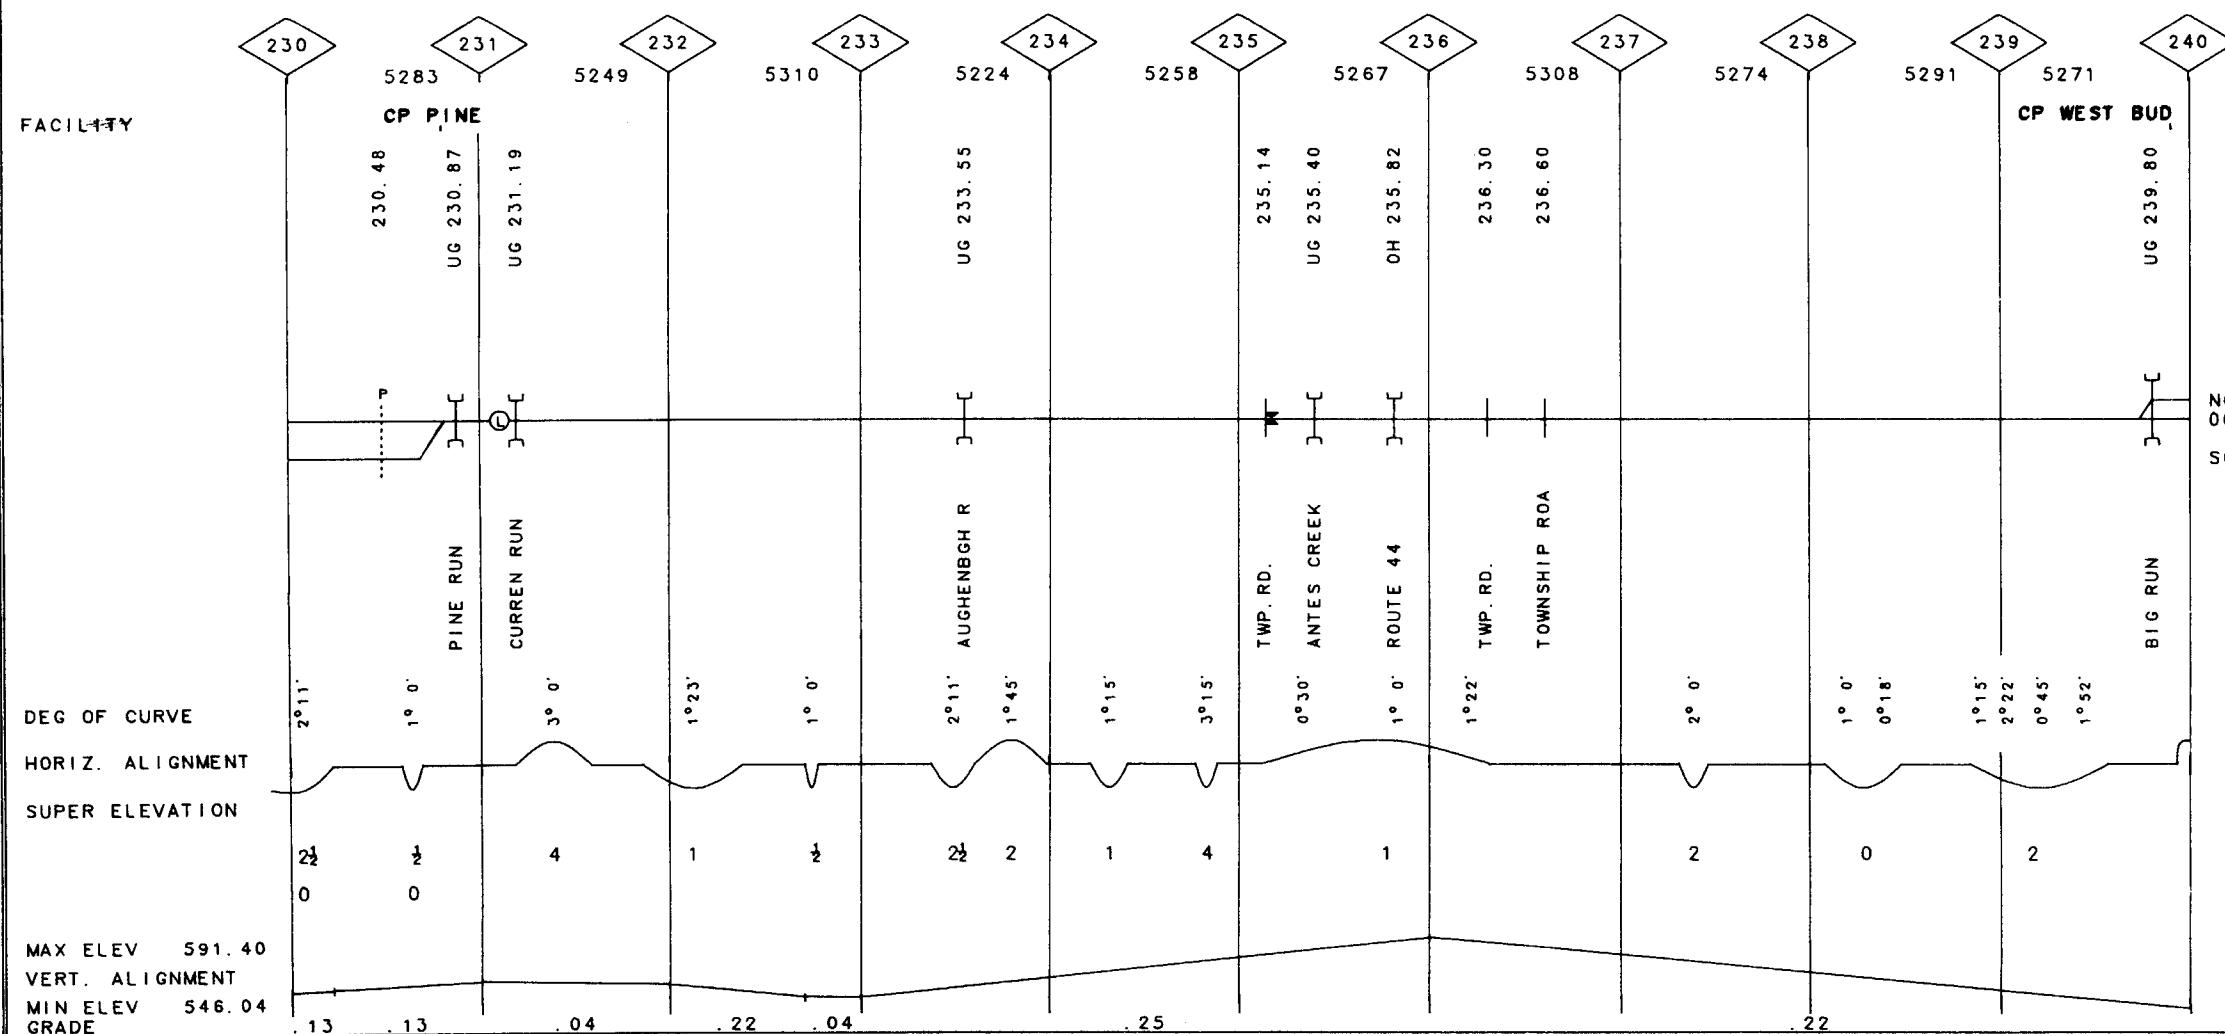 230 231 232 233 234 235 236 237 238 239 240
5283 5249 5310 5224 5258 5267 5308 5274 5291 5271
CP PINE CP WEST BUD
FACILITY
230.48
UG 230.87
UG 231.19
UG 233.55
235.14
UG 235.40
OH 235.82
236.30
236.60
UG 239.80
P
L
PINE RUN
CURREN RUN
AUGHENBGH R
TWP. RD.
ANTES CREEK
ROUTE 44
TWP. RD.
TOWNSHIP ROA
BIG RUN
DEG OF CURVE
2°11' 1° 0' 3° 0' 1°23' 1° 0' 2°11' 1°45' 1°15' 3°15' 0°30' 1° 0' 1°22' 2° 0' 1° 0' 0°18' 1°15' 2°22' 0°45' 1°52'
HORIZ. ALIGNMENT
SUPER ELEVATION
2½ ½ 4 1 ½ 2½ 2 1 4 1 2 0 2
0 0
MAX ELEV 591.40
VERT. ALIGNMENT
MIN ELEV 546.04
GRADE .13 .13 .04 .22 .04 .25 .22